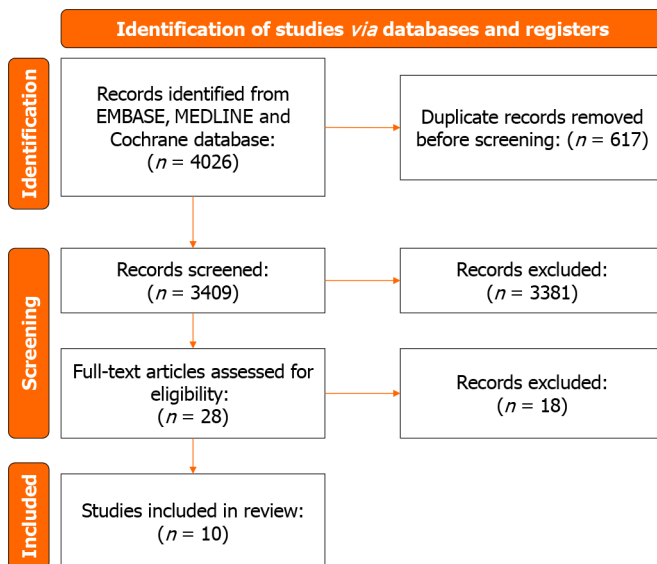 Identification of studies via databases and registers
Identification
Records identified from
EMBASE, MEDLINE and
Cochrane database:
(n = 4026)
Duplicate records removed
before screening: (n = 617)
Screening
Records screened:
(n = 3409)
Records excluded:
(n = 3381)
Full-text articles assessed for
eligibility:
(n = 28)
Records excluded:
(n = 18)
Included
Studies included in review:
(n = 10)